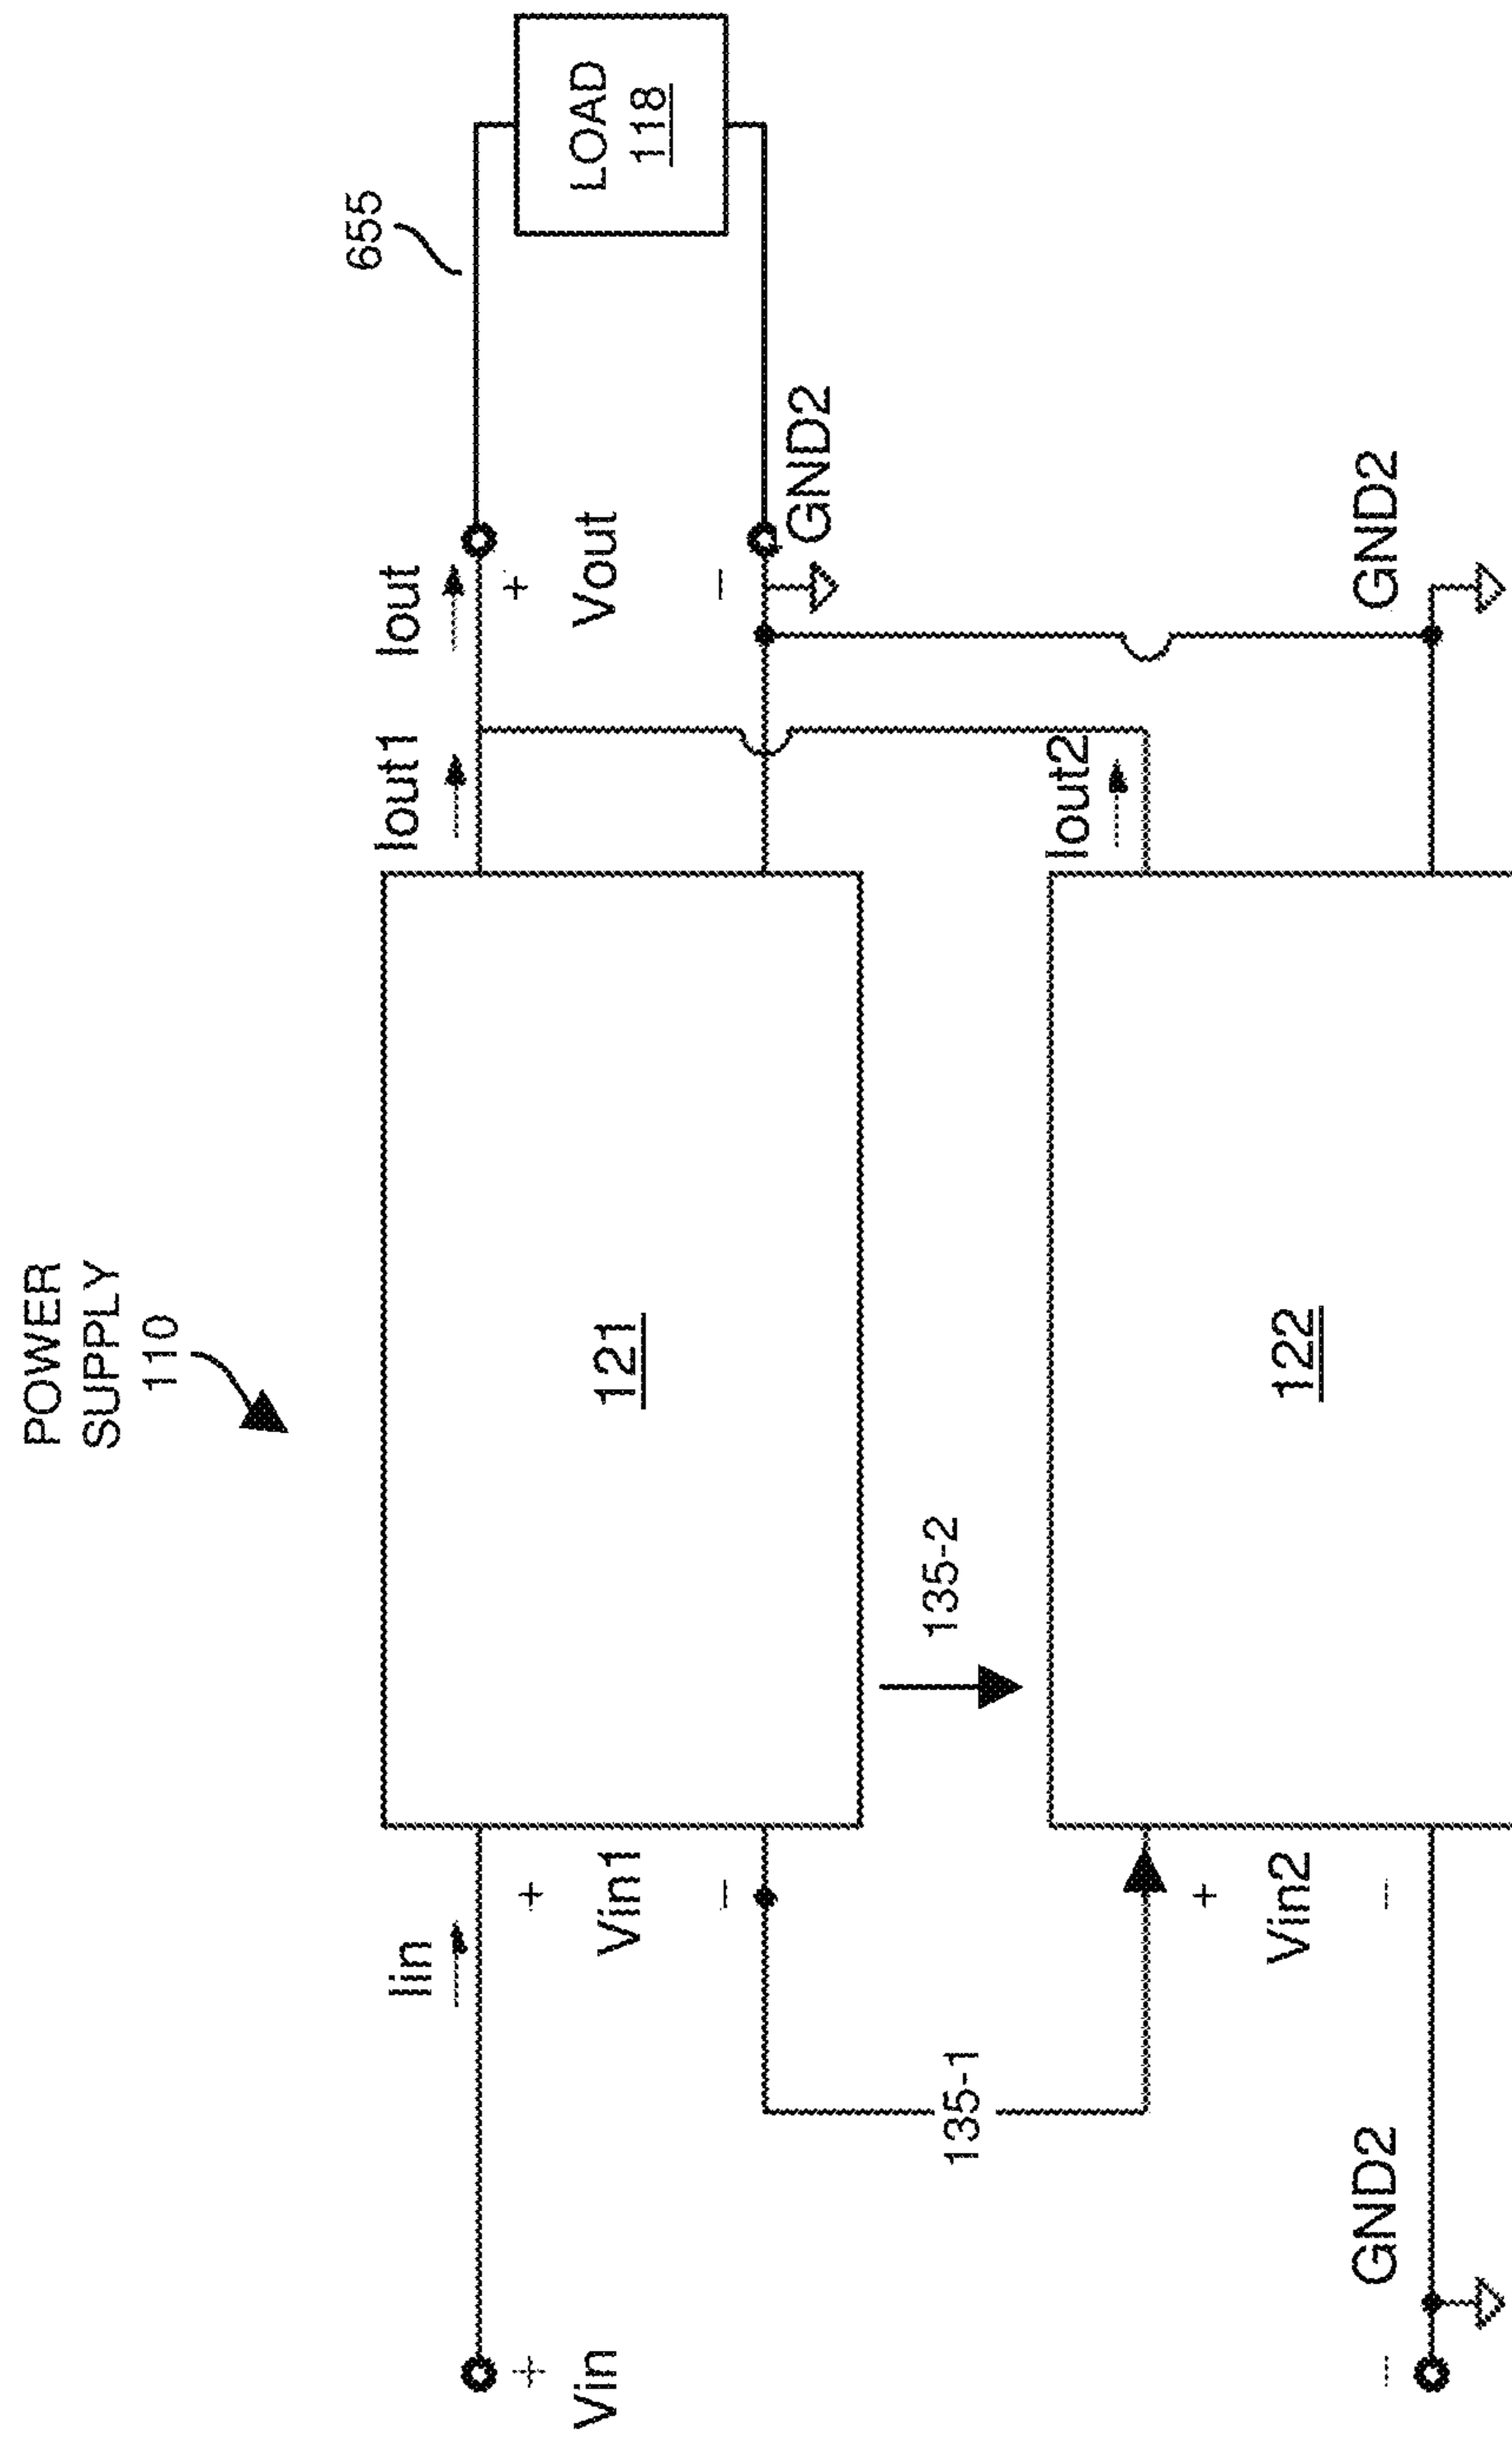 POWER
SUPPLY
110
Iin
Iout1
Iout
655
+
Vin
+
Vin1
−
121
+
Vout
−
LOAD
118
GND2
135-1
135-2
Iout2
+
Vin2
−
122
GND2
GND2
−